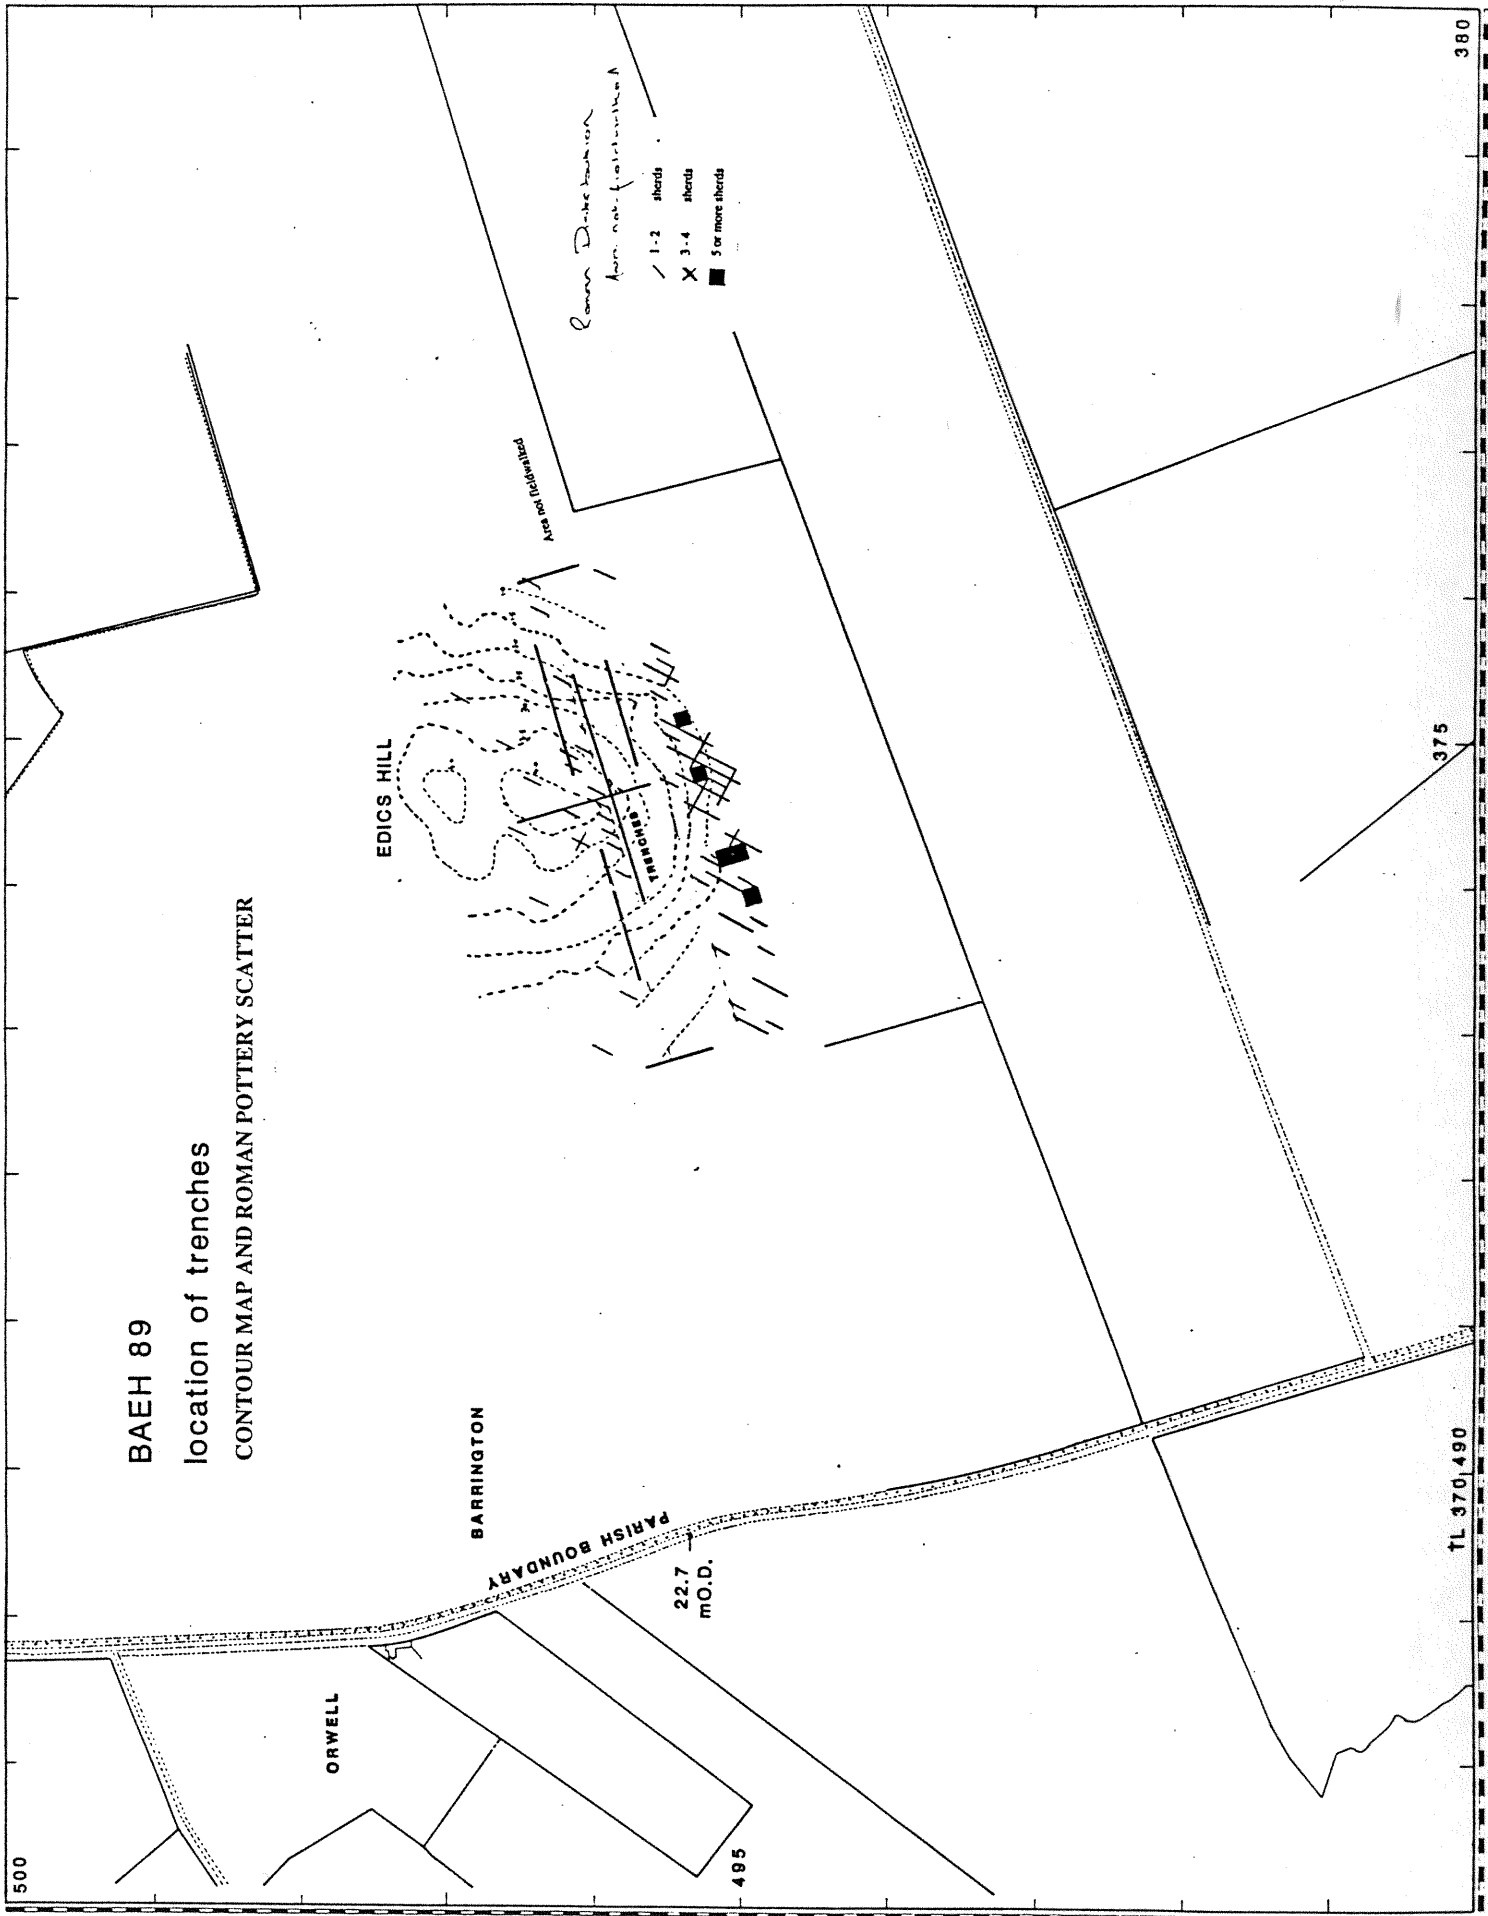 BAEH 89
location of trenches
CONTOUR MAP AND ROMAN POTTERY SCATTER
500
ORWELL
BARRINGTON
PARISH BOUNDARY
22.7
mO.D.
495
EDICS HILL
TRENCHES
Area not fieldwalked
Roman Distribution
/ 1-2 sherds
X 3-4 sherds
■ 5 or more sherds
TL 370,490
375
380